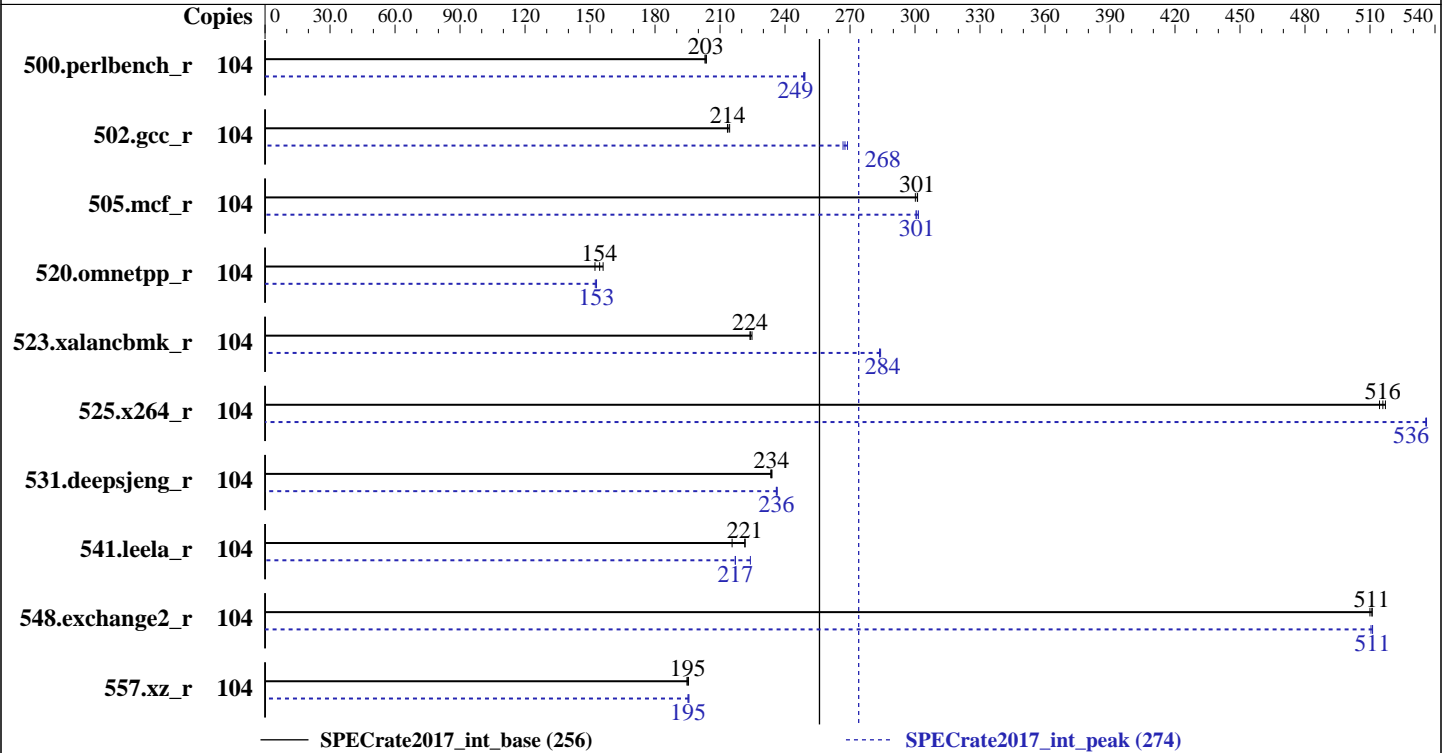 Copies 0 30.0 60.0 90.0 120 150 180 210 240 270 300 330 360 390 420 450 480 510 540
203
500.perlbench_r 104
249
214
502.gcc_r 104
268
301
505.mcf_r 104
301
154
520.omnetpp_r 104
153
224
523.xalancbmk_r 104
284
516
525.x264_r 104
536
234
531.deepsjeng_r 104
236
221
541.leela_r 104
217
511
548.exchange2_r 104
511
195
557.xz_r 104
195
SPECrate2017_int_base (256) SPECrate2017_int_peak (274)